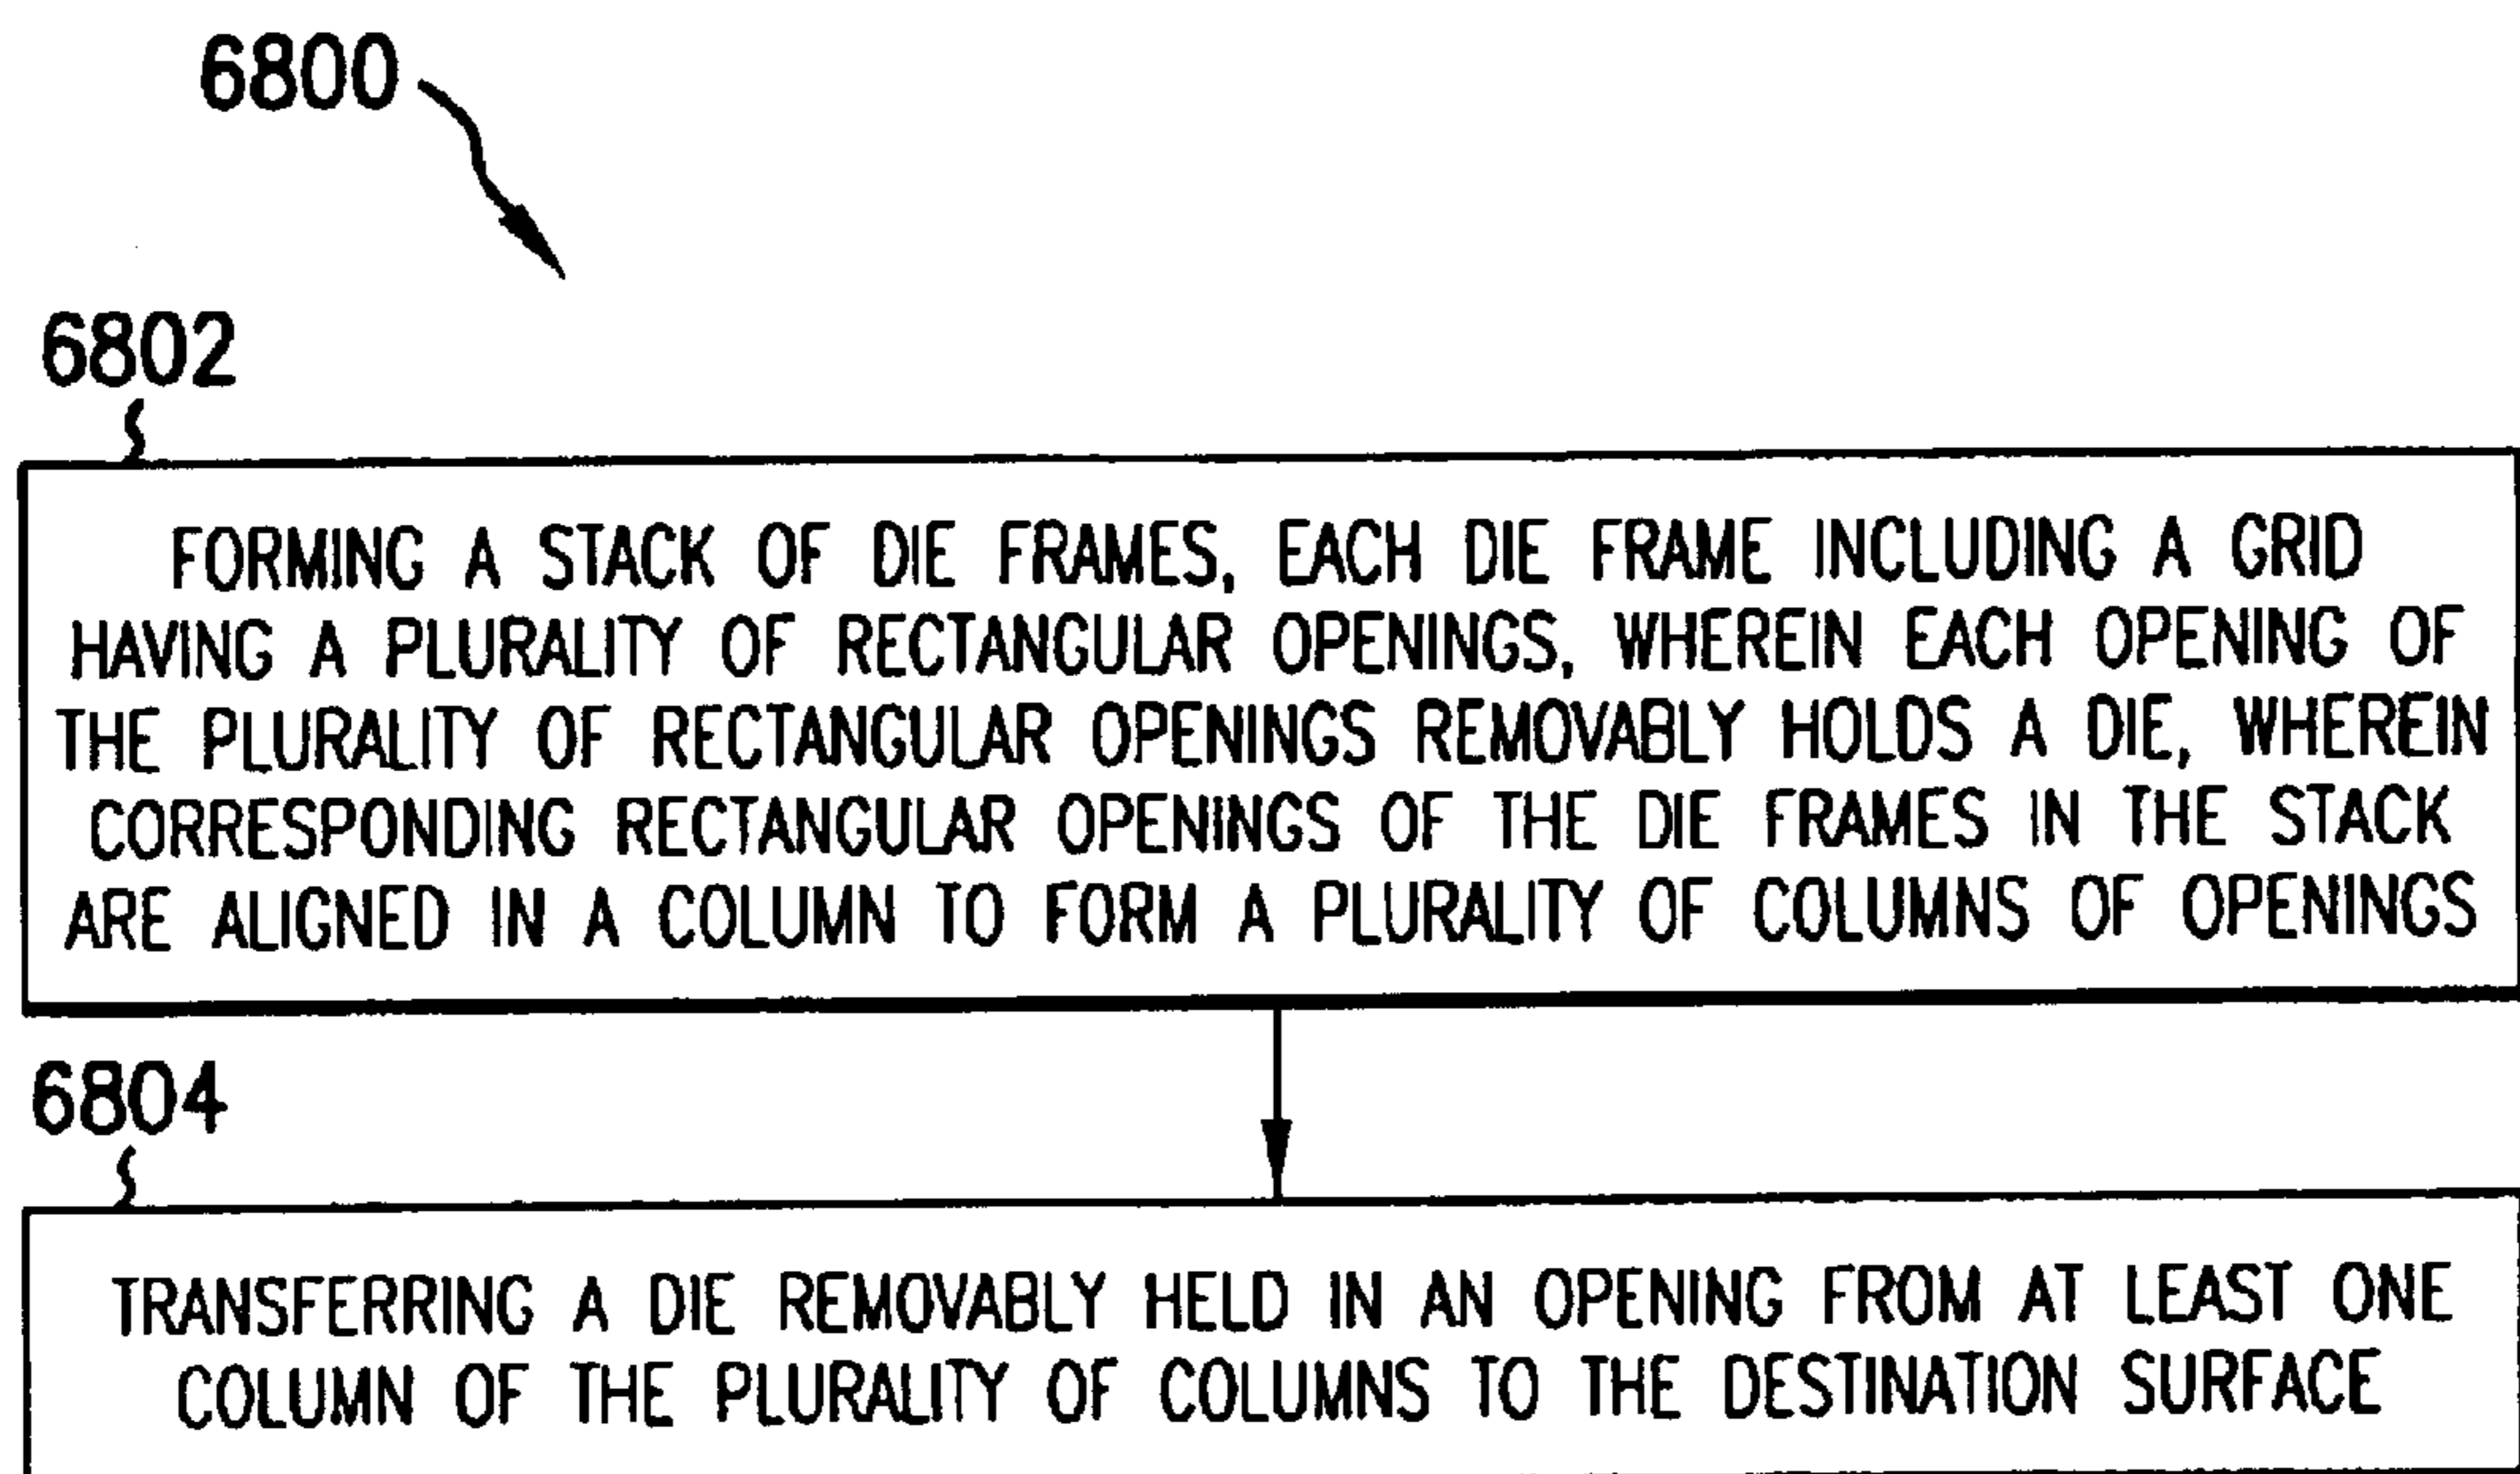 6800
6802
FORMING A STACK OF DIE FRAMES, EACH DIE FRAME INCLUDING A GRID
HAVING A PLURALITY OF RECTANGULAR OPENINGS, WHEREIN EACH OPENING OF
THE PLURALITY OF RECTANGULAR OPENINGS REMOVABLY HOLDS A DIE, WHEREIN
CORRESPONDING RECTANGULAR OPENINGS OF THE DIE FRAMES IN THE STACK
ARE ALIGNED IN A COLUMN TO FORM A PLURALITY OF COLUMNS OF OPENINGS
6804
TRANSFERRING A DIE REMOVABLY HELD IN AN OPENING FROM AT LEAST ONE
COLUMN OF THE PLURALITY OF COLUMNS TO THE DESTINATION SURFACE